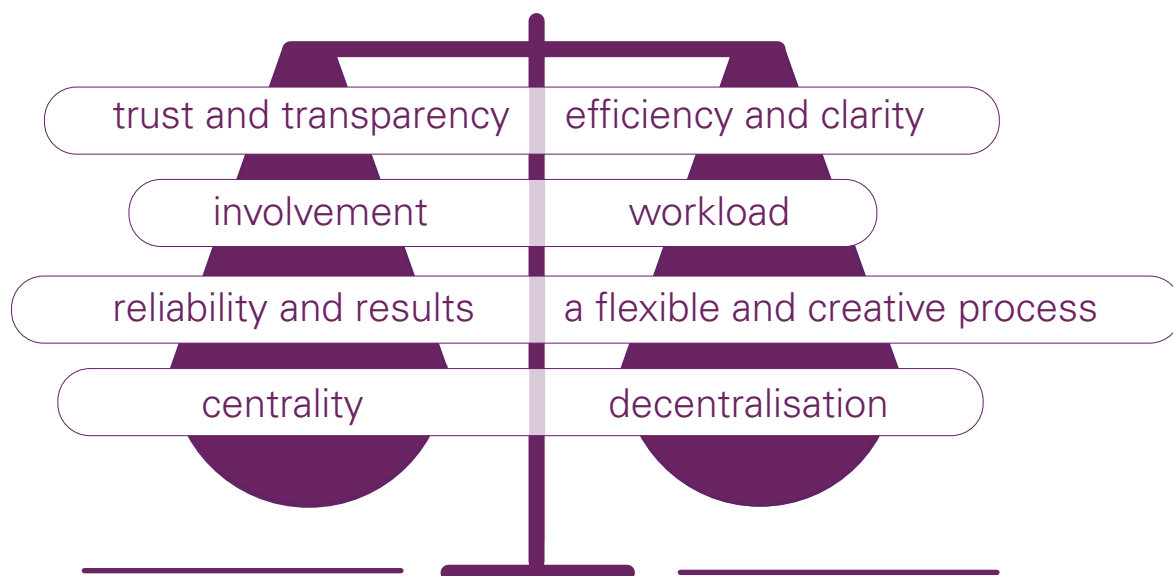 trust and transparency efficiency and clarity
involvement workload
reliability and results a flexible and creative process
centrality decentralisation